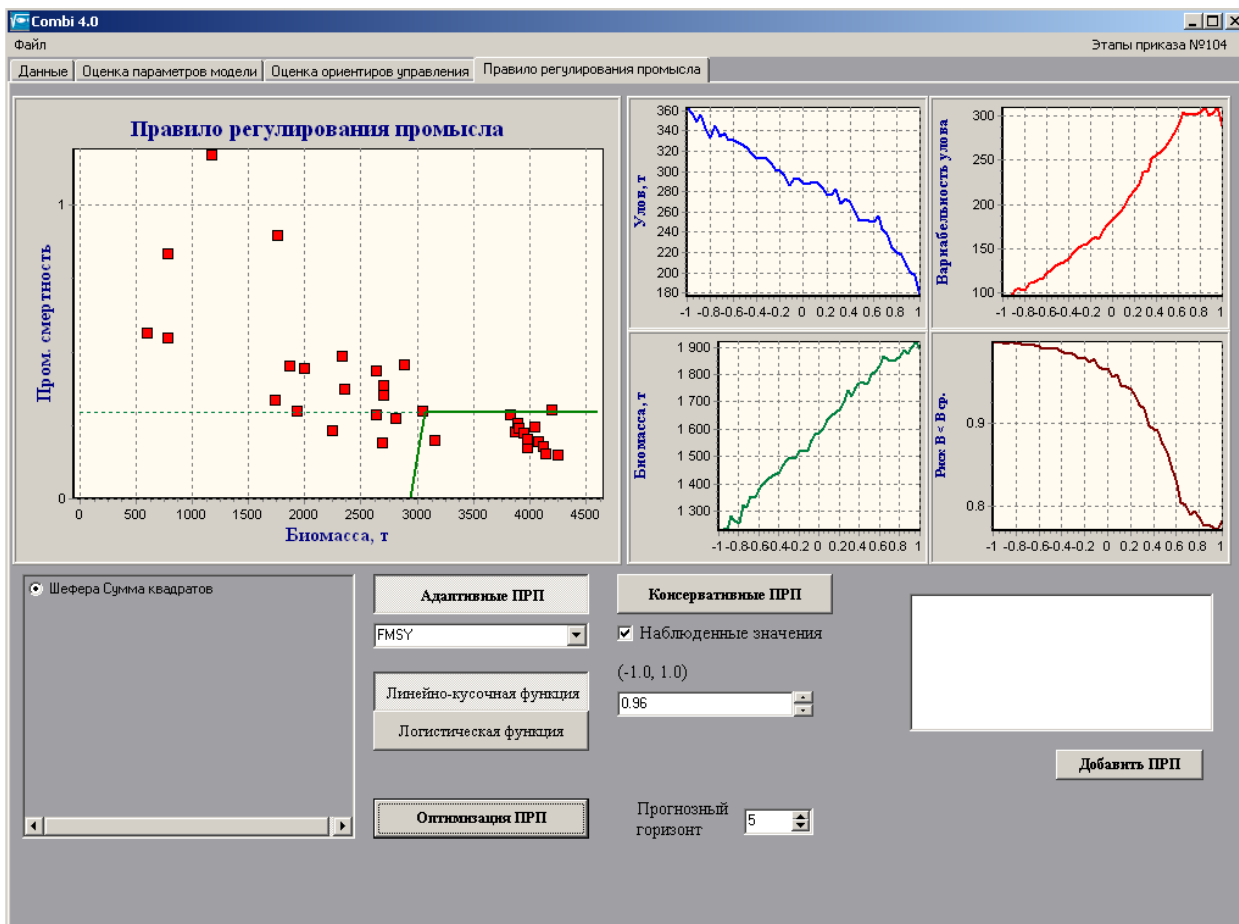 Combi 4.0
Файл
Этапы приказа №104
Данные
Оценка параметров модели
Оценка ориентиров управления
Правило регулирования промысла
Правило регулирования промысла
Пром. смертность
1
0
0 500 1000 1500 2000 2500 3000 3500 4000 4500
Биомасса, т
Улов, т
360
340
320
300
280
260
240
220
200
180
-1 -0.8-0.6-0.4-0.2 0 0.2 0.4 0.6 0.8 1
Вариабельность улова
300
250
200
150
100
-1 -0.8-0.6-0.4-0.2 0 0.2 0.4 0.60.8 1
Биомасса, т
1 900
1 800
1 700
1 600
1 500
1 400
1 300
-1-0.8-0.6-0.4-0.2 0 0.2 0.4 0.60.8 1
Риск B < B ср.
0.9
0.8
-1 -0.8-0.6-0.4-0.2 0 0.2 0.4 0.6 0.8 1
Шефера Сумма квадратов
Адаптивные ПРП
FMSY
Линейно-кусочная функция
Логистическая функция
Оптимизация ПРП
Консервативные ПРП
Наблюденные значения
(-1.0, 1.0)
0.96
Прогнозный
горизонт
5
Добавить ПРП